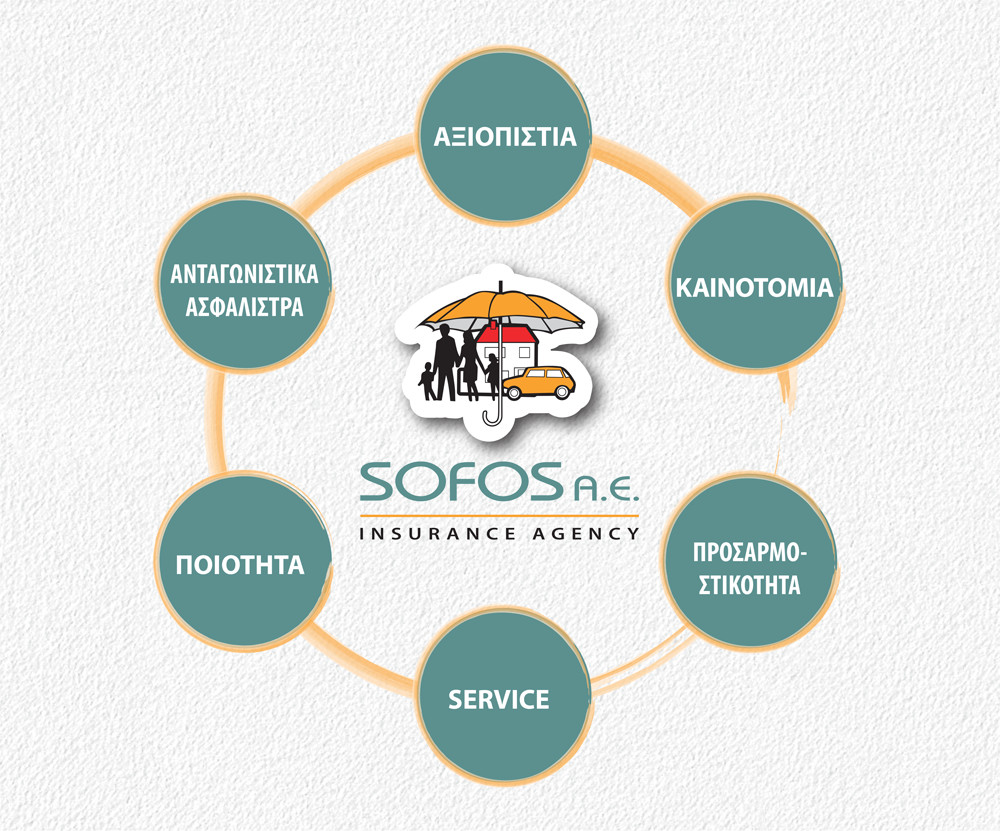 ΑΞΙΟΠΙΣΤΙΑ
ΚΑΙΝΟΤΟΜΙΑ
ΠΡΟΣΑΡΜΟ-
ΣΤΙΚΟΤΗΤΑ
SERVICE
ΠΟΙΟΤΗΤΑ
ΑΝΤΑΓΩΝΙΣΤΙΚΑ
ΑΣΦΑΛΙΣΤΡΑ
SOFOS A.E.
INSURANCE AGENCY